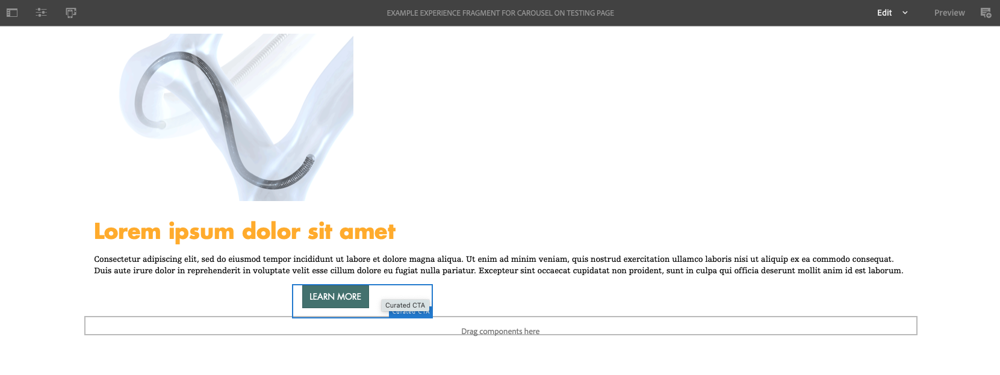 EXAMPLE EXPERIENCE FRAGMENT FOR CAROUSEL ON TESTING PAGE
Edit
Preview
Lorem ipsum dolor sit amet
Consectetur adipiscing elit, sed do eiusmod tempor incididunt ut labore et dolore magna aliqua. Ut enim ad minim veniam, quis nostrud exercitation ullamco laboris nisi ut aliquip ex ea commodo consequat.
Duis aute irure dolor in reprehenderit in voluptate velit esse cillum dolore eu fugiat nulla pariatur. Excepteur sint occaecat cupidatat non proident, sunt in culpa qui officia deserunt mollit anim id est laborum.
LEARN MORE
Curated CTA
Curated CTA
Drag components here